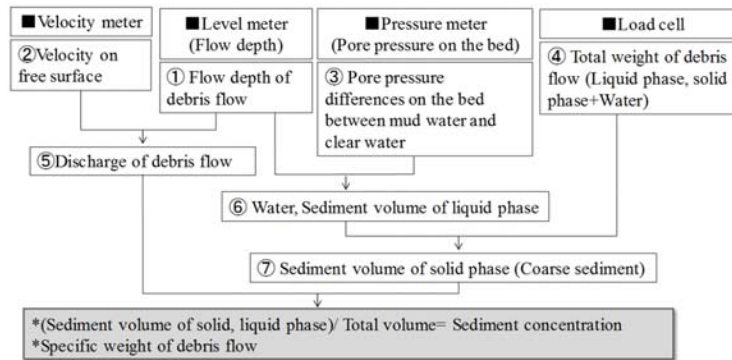 ■Velocity meter
②Velocity on
free surface
■Level meter
(Flow depth)
① Flow depth of
debris flow
■Pressure meter
(Pore pressure on the bed)
③ Pore pressure
differences on the bed
between mud water and
clear water
■Load cell
④ Total weight of debris
flow (Liquid phase, solid
phase+Water)
⑤Discharge of debris flow
⑥ Water, Sediment volume of liquid phase
⑦ Sediment volume of solid phase (Coarse sediment)
*(Sediment volume of solid, liquid phase)/ Total volume= Sediment concentration
*Specific weight of debris flow